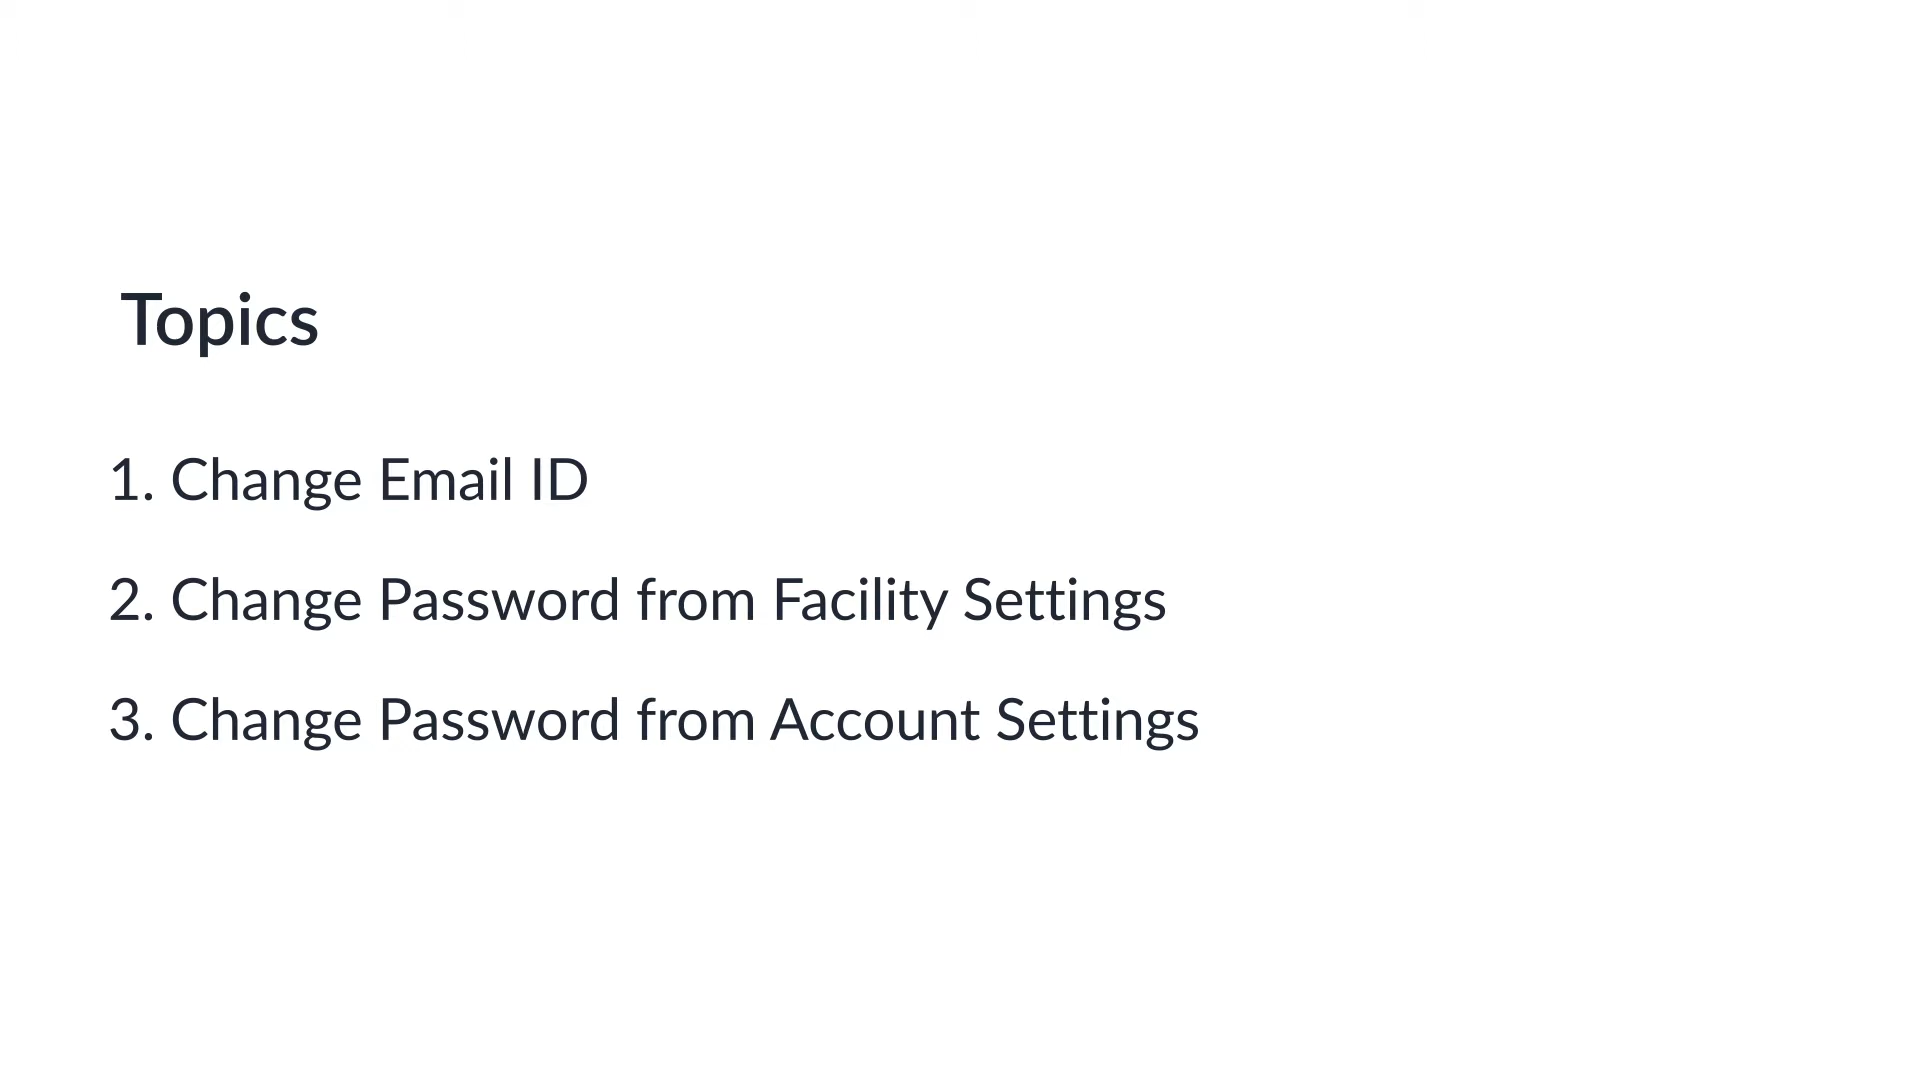 Topics
1. Change Email ID
2. Change Password from Facility Settings
3. Change Password from Account Settings